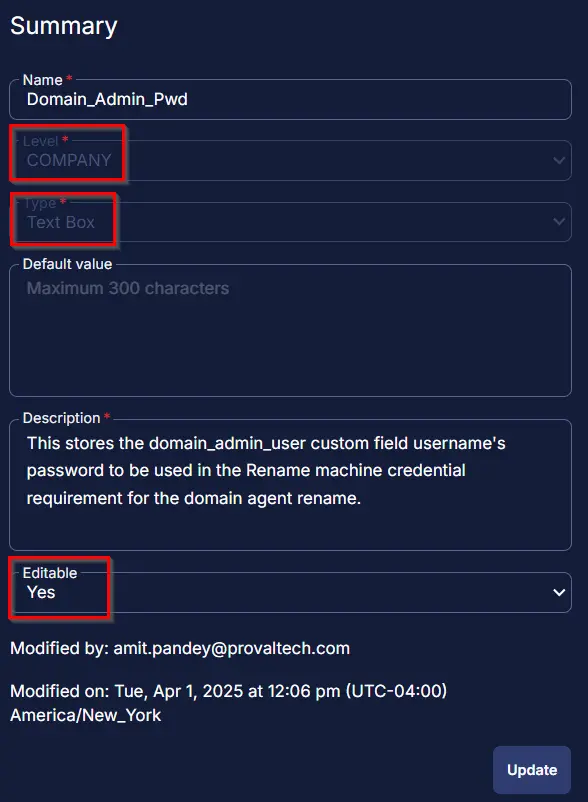 Summary
Name *
Domain_Admin_Pwd
Level *
COMPANY
Type *
Text Box
Default value
Maximum 300 characters
Description *
This stores the domain_admin_user custom field username's
password to be used in the Rename machine credential
requirement for the domain agent rename.
Editable
Yes
Modified by: amit.pandey@provaltech.com
Modified on: Tue, Apr 1, 2025 at 12:06 pm (UTC-04:00)
America/New_York
Update